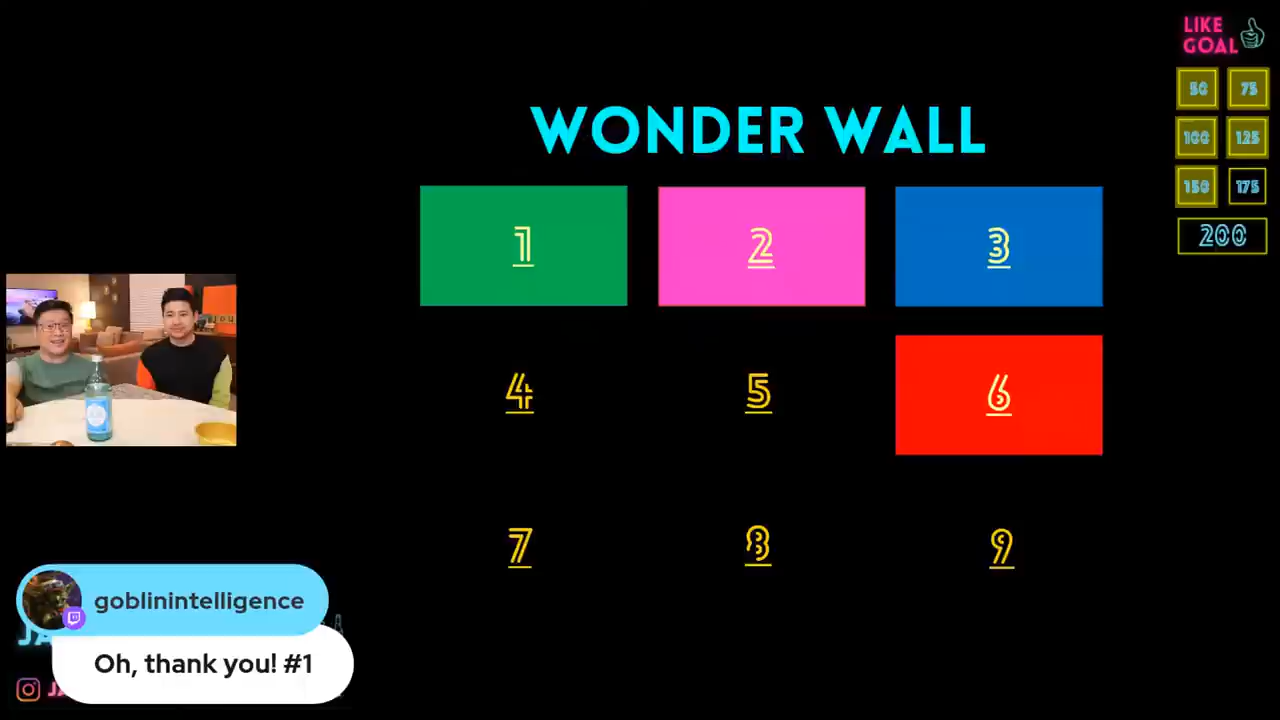 LIKE
GOAL
50 75
100 125
150 175
200
WONDER WALL
1 2 3
4 5 6
7 8 9
goblinintelligence
Oh, thank you! #1